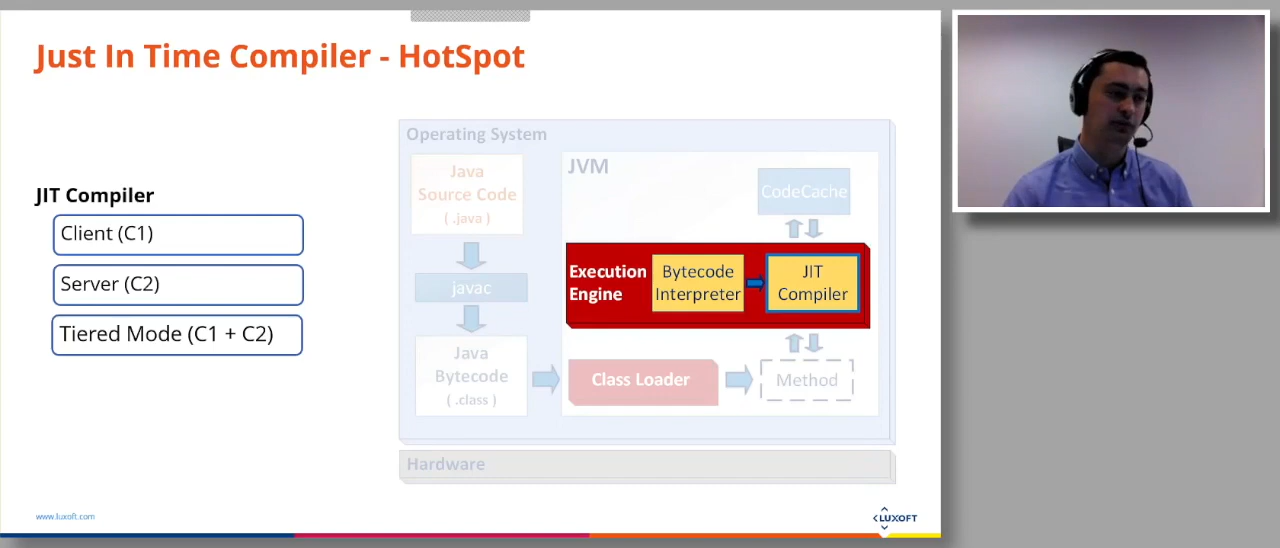 Just In Time Compiler - HotSpot
JIT Compiler
Client (C1)
Server (C2)
Tiered Mode (C1 + C2)
Operating System
Java
Source Code
( .java )
javac
Java
Bytecode
( .class )
JVM
CodeCache
Execution
Engine
Bytecode
Interpreter
JIT
Compiler
Class Loader
Method
Hardware
www.luxoft.com
LUXOFT